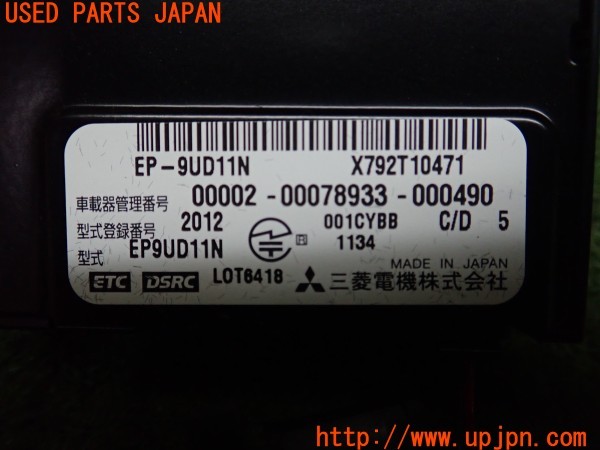 USED PARTS JAPAN
EP-9UD11N X792T10471
車載器管理番号 00002-00078933-000490
型式登録番号 2012 001CYBB C/D 5
型式 EP9UD11N 1134
MADE IN JAPAN
ETC DSRC LOT6418 三菱電機株式会社
UPJ
http://www.upjpn.com/